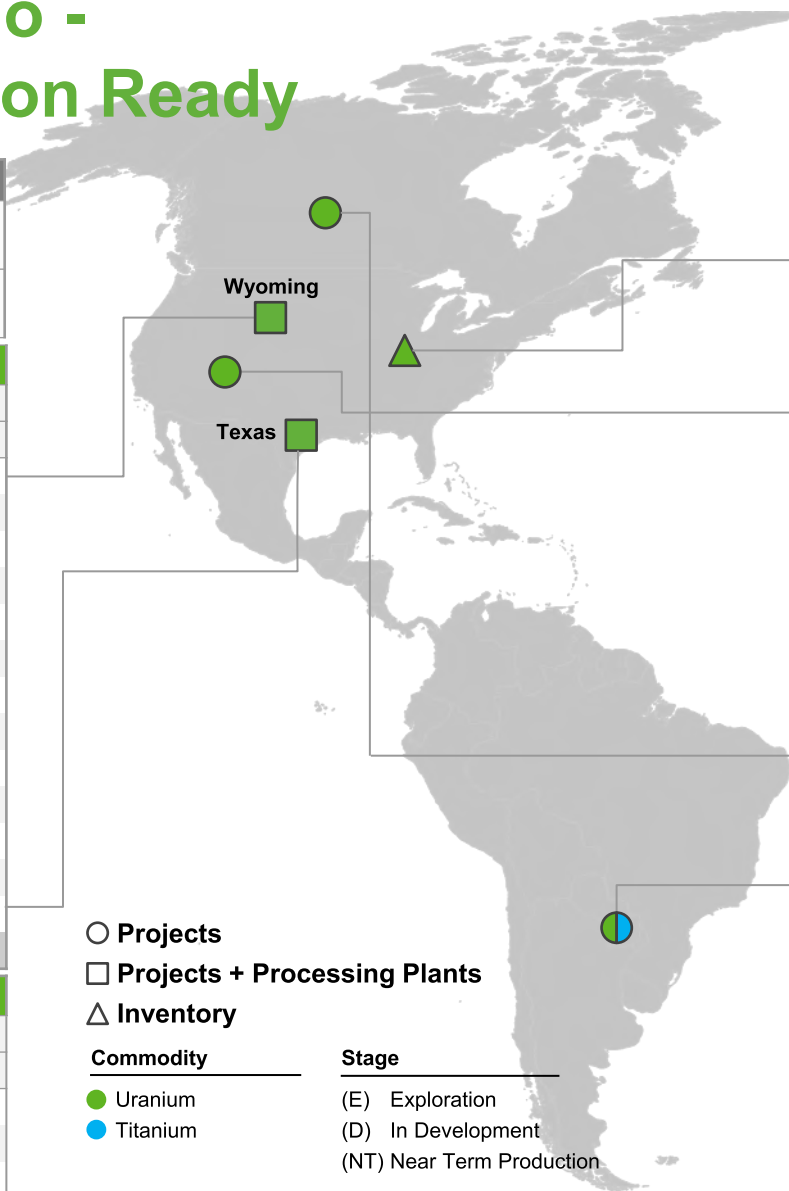 o -
on Ready
Wyoming
Texas
Projects
Projects + Processing Plants
Inventory
Commodity
Stage
Uranium
(E) Exploration
Titanium
(D) In Development
(NT) Near Term Production